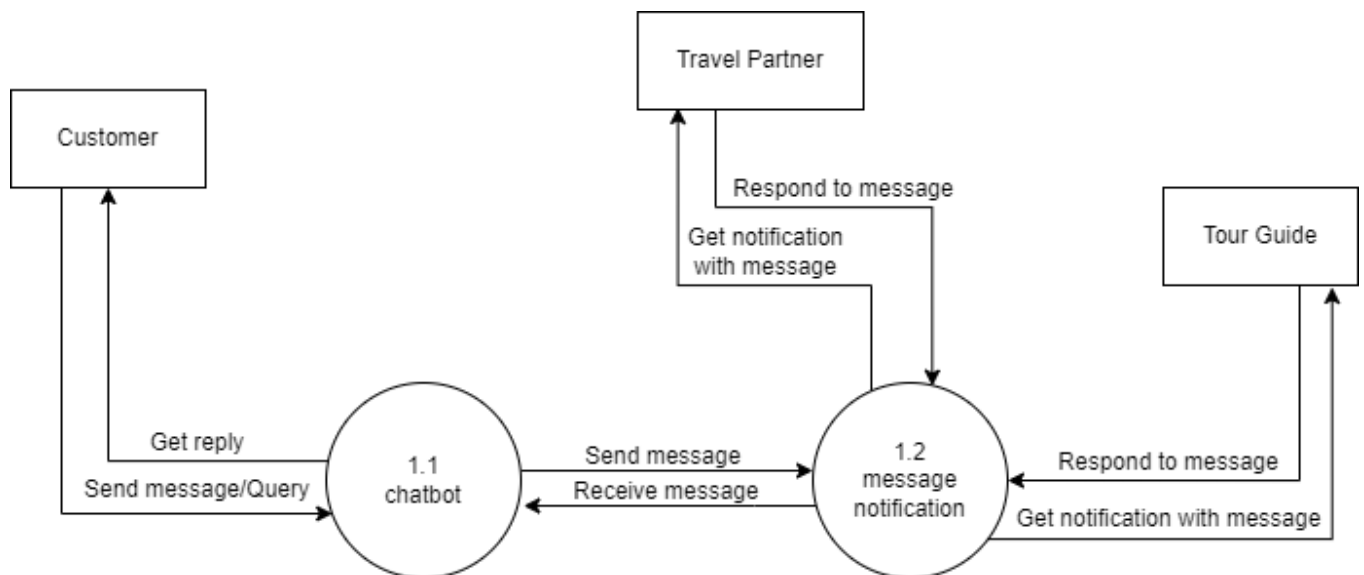 Travel Partner
Customer
Respond to message
Get notification
with message
Tour Guide
Get reply
Send message/Query
1.1
chatbot
Send message
Receive message
1.2
message
notification
Respond to message
Get notification with message